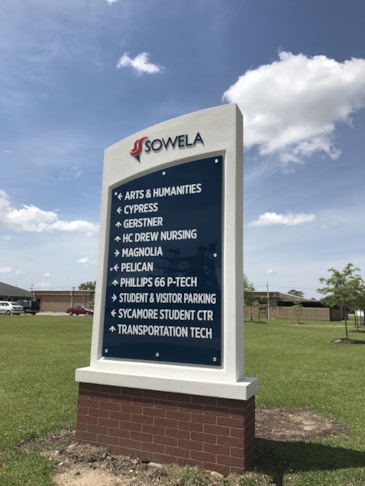 SOWELA
← ARTS & HUMANITIES
← CYPRESS
↑ GERSTNER
↑ HC DREW NURSING
→ MAGNOLIA
← PELICAN
↑ PHILLIPS 66 P-TECH
→ STUDENT & VISITOR PARKING
← SYCAMORE STUDENT CTR
↑ TRANSPORTATION TECH